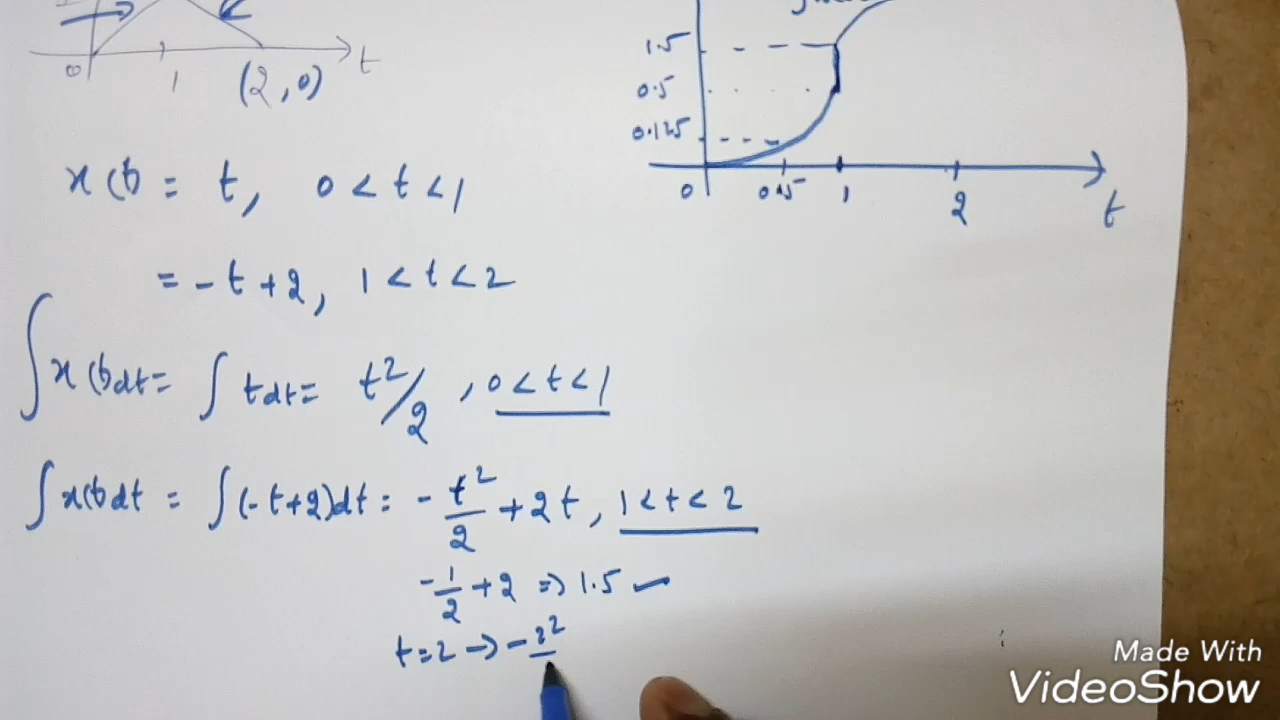 0 1 (2,0) t
1.5
0.5
0.125
0 1 2 t
x(t) = t, 0 < t < 1
= -t+2, 1 < t < 2
∫x(t)dt = ∫ t dt = t²/2, 0 < t < 1
∫x(t)dt = ∫(-t+2)dt = -t²/2 + 2t, 1 < t < 2
-1/2 + 2 => 1.5
t=2 → -2²
Made With
VideoShow